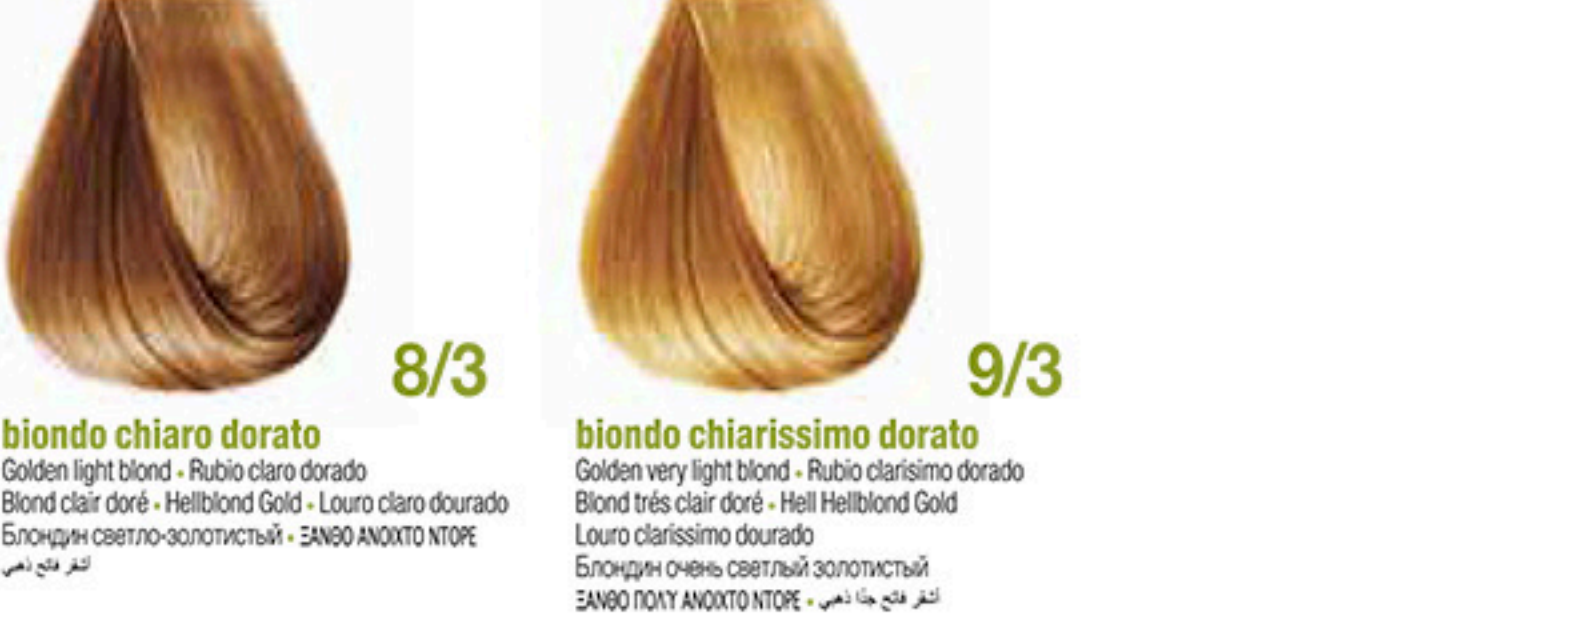 8/3
biondo chiaro dorato
Golden light blond • Rubio claro dorado
Blond clair doré • Hellblond Gold • Louro claro dourado
Блондин светло-золотистый • ΞΑΝΘΟ ΑΝΟΙΧΤΟ ΝΤΟΡΕ
أشقر فاتح ذهبي
9/3
biondo chiarissimo dorato
Golden very light blond • Rubio clarisimo dorado
Blond trés clair doré • Hell Hellblond Gold
Louro clarissimo dourado
Блондин очень светлый золотистый
ΞΑΝΘΟ ΠΟΛΥ ΑΝΟΙΧΤΟ ΝΤΟΡΕ • أشقر فاتح جدًا ذهبي